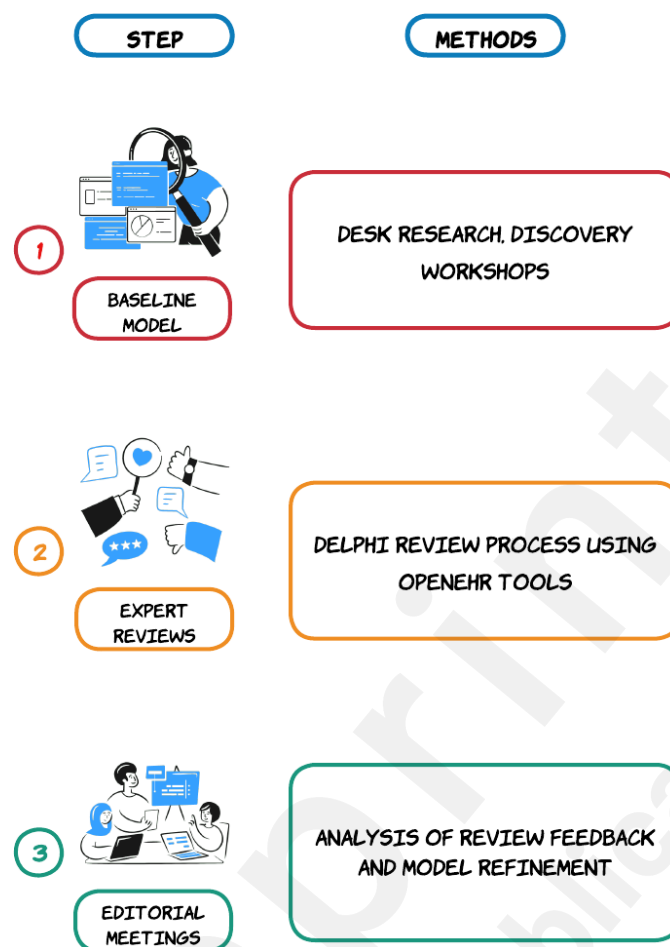 STEP
METHODS
1
BASELINE
MODEL
DESK RESEARCH, DISCOVERY
WORKSHOPS
2
EXPERT
REVIEWS
DELPHI REVIEW PROCESS USING
OPENEHR TOOLS
3
EDITORIAL
MEETINGS
ANALYSIS OF REVIEW FEEDBACK
AND MODEL REFINEMENT